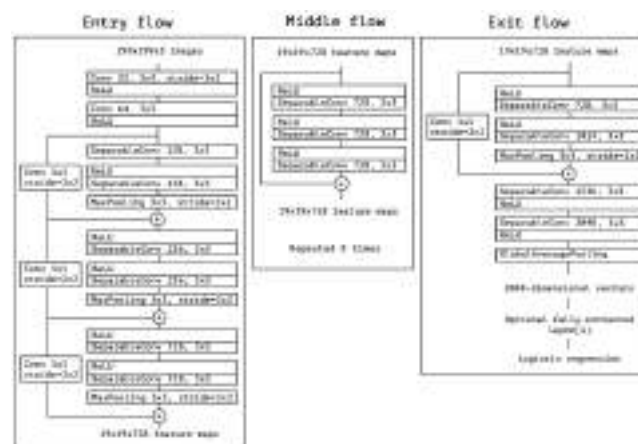 Entry flow
299x299x3 images
Conv 32, 3x3, stride=2x2
ReLU
Conv 64, 3x3
ReLU
SeparableConv 128, 3x3
Conv 1x1
stride=2x2
ReLU
SeparableConv 128, 3x3
MaxPooling 3x3, stride=2x2
+
ReLU
SeparableConv 256, 3x3
Conv 1x1
stride=2x2
ReLU
SeparableConv 256, 3x3
MaxPooling 3x3, stride=2x2
+
ReLU
SeparableConv 728, 3x3
Conv 1x1
stride=2x2
ReLU
SeparableConv 728, 3x3
MaxPooling 3x3, stride=2x2
+
19x19x728 feature maps
Middle flow
19x19x728 feature maps
ReLU
SeparableConv 728, 3x3
ReLU
SeparableConv 728, 3x3
ReLU
SeparableConv 728, 3x3
+
19x19x728 feature maps
Repeated 8 times
Exit flow
19x19x728 feature maps
ReLU
SeparableConv 728, 3x3
Conv 1x1
stride=2x2
ReLU
SeparableConv 1024, 3x3
MaxPooling 3x3, stride=2x2
+
SeparableConv 1536, 3x3
ReLU
SeparableConv 2048, 3x3
ReLU
GlobalAveragePooling
2048-dimensional vectors
Optional fully-connected
layer(s)
Logistic regression